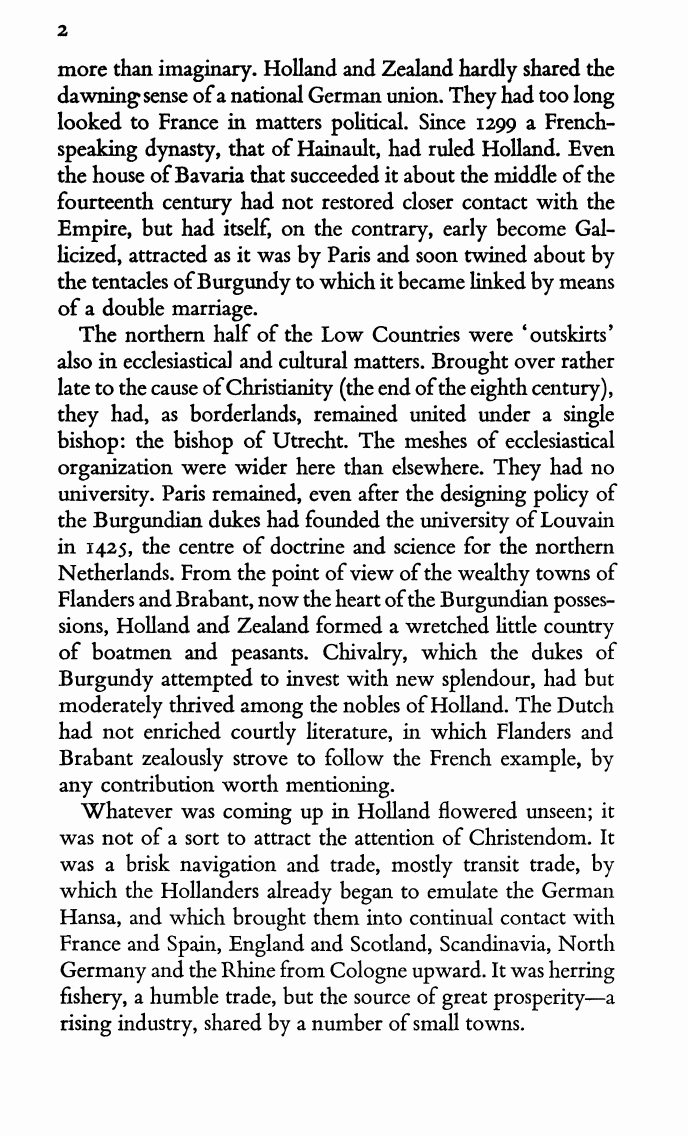 2
more than imaginary. Holland and Zealand hardly shared the
dawning sense of a national German union. They had too long
looked to France in matters political. Since 1299 a French-
speaking dynasty, that of Hainault, had ruled Holland. Even
the house of Bavaria that succeeded it about the middle of the
fourteenth century had not restored closer contact with the
Empire, but had itself, on the contrary, early become Gal-
licized, attracted as it was by Paris and soon twined about by
the tentacles of Burgundy to which it became linked by means
of a double marriage.
The northern half of the Low Countries were ‘outskirts’
also in ecclesiastical and cultural matters. Brought over rather
late to the cause of Christianity (the end of the eighth century),
they had, as borderlands, remained united under a single
bishop: the bishop of Utrecht. The meshes of ecclesiastical
organization were wider here than elsewhere. They had no
university. Paris remained, even after the designing policy of
the Burgundian dukes had founded the university of Louvain
in 1425, the centre of doctrine and science for the northern
Netherlands. From the point of view of the wealthy towns of
Flanders and Brabant, now the heart of the Burgundian posses-
sions, Holland and Zealand formed a wretched little country
of boatmen and peasants. Chivalry, which the dukes of
Burgundy attempted to invest with new splendour, had but
moderately thrived among the nobles of Holland. The Dutch
had not enriched courtly literature, in which Flanders and
Brabant zealously strove to follow the French example, by
any contribution worth mentioning.
Whatever was coming up in Holland flowered unseen; it
was not of a sort to attract the attention of Christendom. It
was a brisk navigation and trade, mostly transit trade, by
which the Hollanders already began to emulate the German
Hansa, and which brought them into continual contact with
France and Spain, England and Scotland, Scandinavia, North
Germany and the Rhine from Cologne upward. It was herring
fishery, a humble trade, but the source of great prosperity—a
rising industry, shared by a number of small towns.